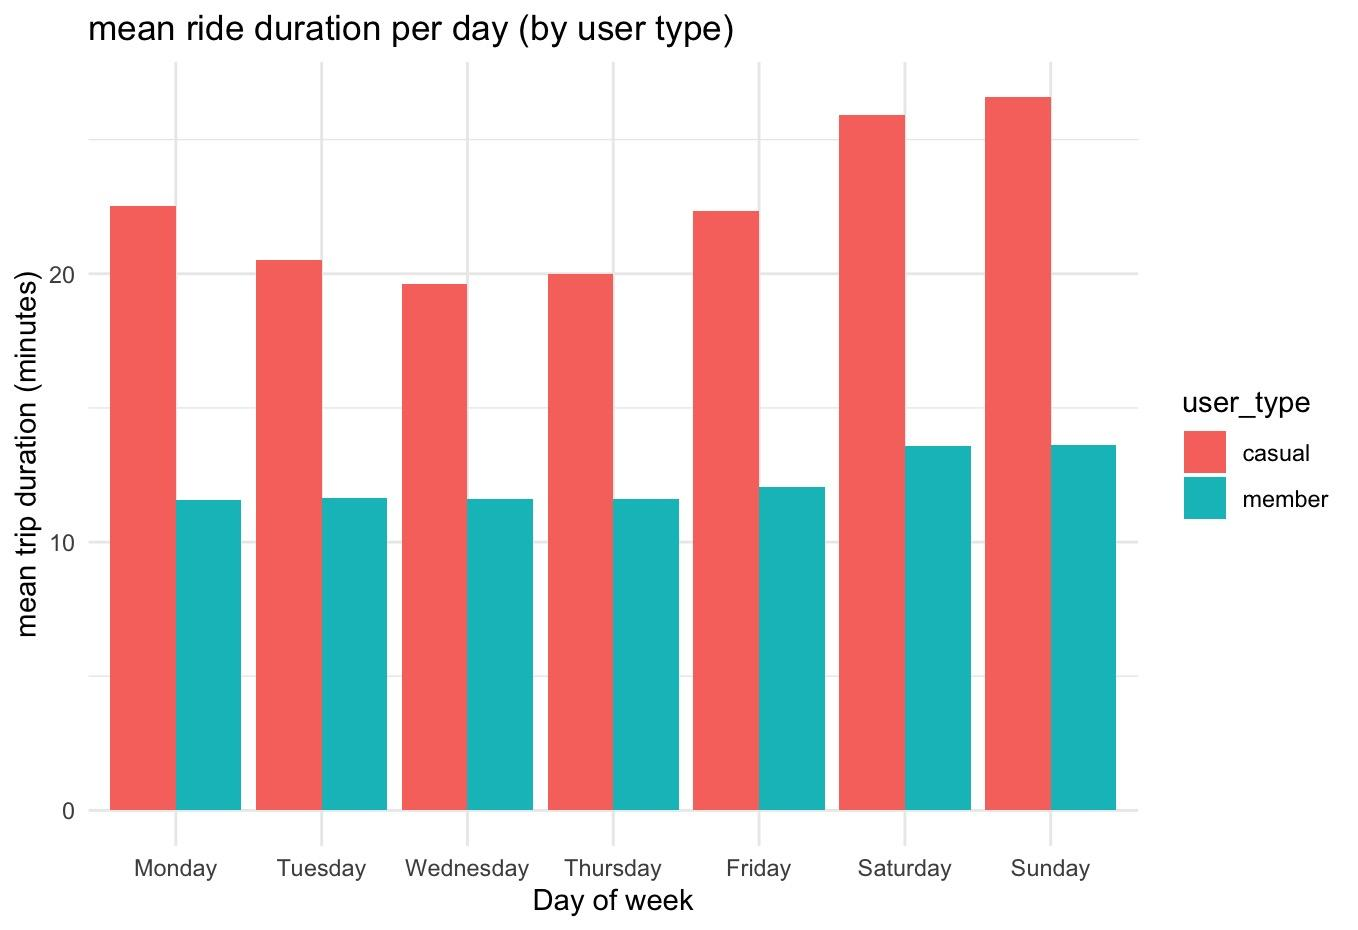 mean ride duration per day (by user type)
mean trip duration (minutes)
20
10
0
Monday Tuesday Wednesday Thursday Friday Saturday Sunday
Day of week
user_type
casual
member